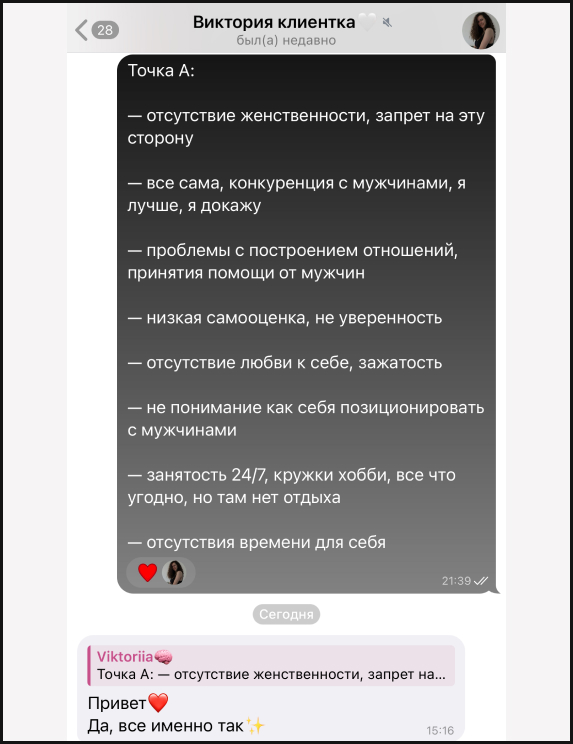 28
Виктория клиентка🤍
был(а) недавно
Точка А:
— отсутствие женственности, запрет на эту
сторону
— все сама, конкуренция с мужчинами, я
лучше, я докажу
— проблемы с построением отношений,
принятия помощи от мужчин
— низкая самооценка, не уверенность
— отсутствие любви к себе, зажатость
— не понимание как себя позиционировать
с мужчинами
— занятость 24/7, кружки хобби, все что
угодно, но там нет отдыха
— отсутствия времени для себя
❤️
21:39
Сегодня
Viktoriia🧠
Точка А: — отсутствие женственности, запрет на...
Привет❤️
Да, все именно так✨
15:16